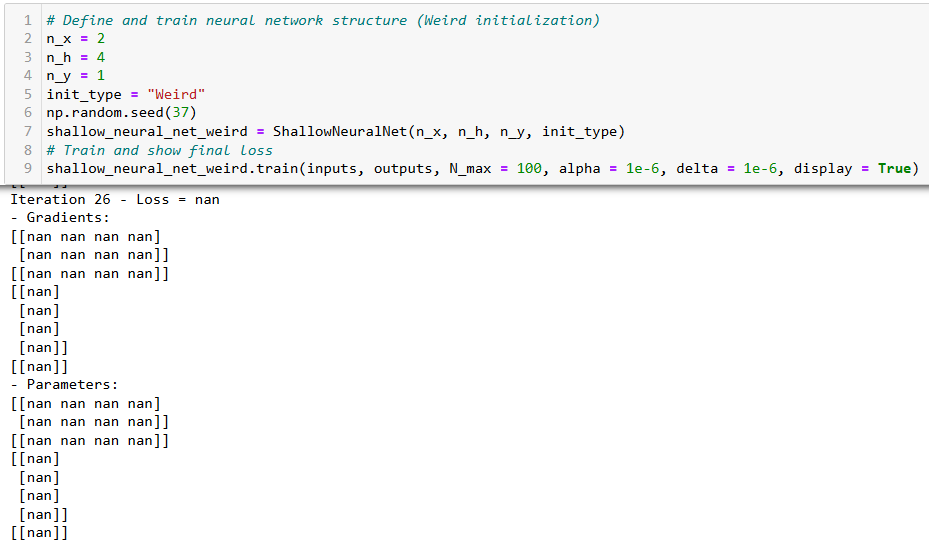 1 # Define and train neural network structure (Weird initialization)
2 n_x = 2
3 n_h = 4
4 n_y = 1
5 init_type = "Weird"
6 np.random.seed(37)
7 shallow_neural_net_weird = ShallowNeuralNet(n_x, n_h, n_y, init_type)
8 # Train and show final loss
9 shallow_neural_net_weird.train(inputs, outputs, N_max = 100, alpha = 1e-6, delta = 1e-6, display = True)
Iteration 26 - Loss = nan
- Gradients:
[[nan nan nan nan]
 [nan nan nan nan]]
[[nan nan nan nan]]
[[nan]
 [nan]
 [nan]
 [nan]]
[[nan]]
- Parameters:
[[nan nan nan nan]
 [nan nan nan nan]]
[[nan nan nan nan]]
[[nan]
 [nan]
 [nan]
 [nan]]
[[nan]]